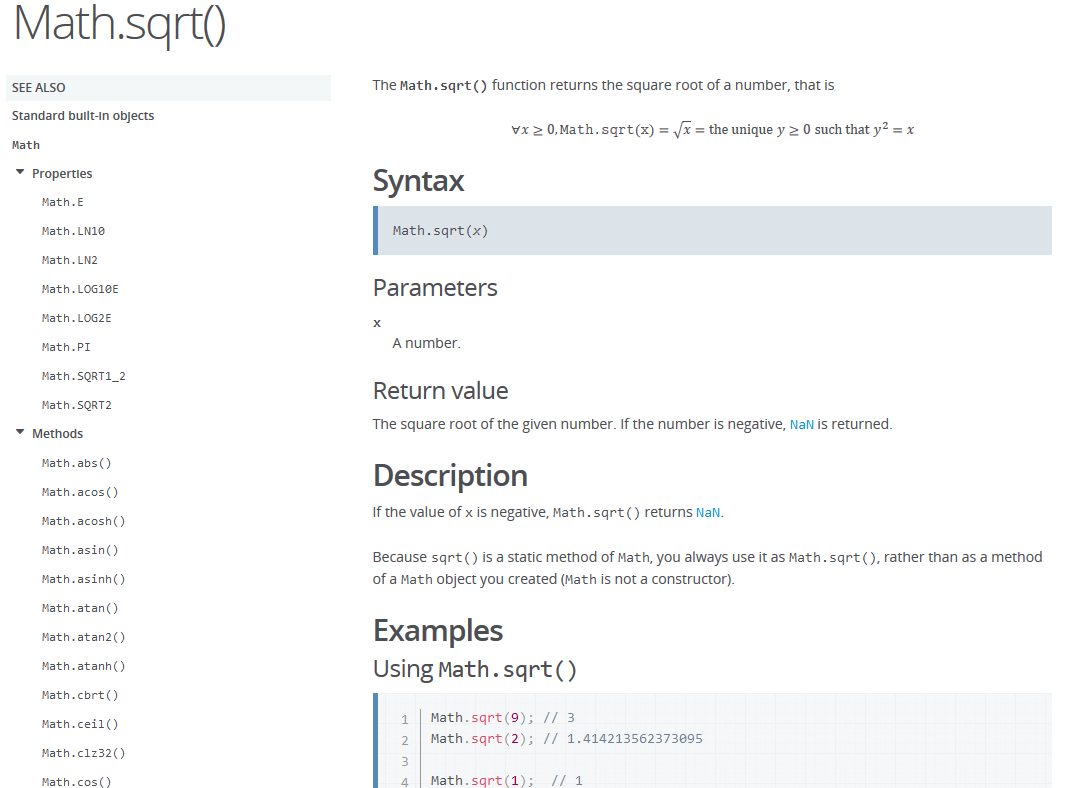 Math.sqrt()
SEE ALSO
Standard built-in objects
Math
Properties
Math.E
Math.LN10
Math.LN2
Math.LOG10E
Math.LOG2E
Math.PI
Math.SQRT1_2
Math.SQRT2
Methods
Math.abs()
Math.acos()
Math.acosh()
Math.asin()
Math.asinh()
Math.atan()
Math.atan2()
Math.atanh()
Math.cbrt()
Math.ceil()
Math.clz32()
Math.cos()
The Math.sqrt() function returns the square root of a number, that is
∀x ≥ 0, Math.sqrt(x) = √x = the unique y ≥ 0 such that y² = x
Syntax
Math.sqrt(x)
Parameters
x
A number.
Return value
The square root of the given number. If the number is negative, NaN is returned.
Description
If the value of x is negative, Math.sqrt() returns NaN.
Because sqrt() is a static method of Math, you always use it as Math.sqrt(), rather than as a method
of a Math object you created (Math is not a constructor).
Examples
Using Math.sqrt()
1 Math.sqrt(9); // 3
2 Math.sqrt(2); // 1.414213562373095
3
4 Math.sqrt(1);  // 1